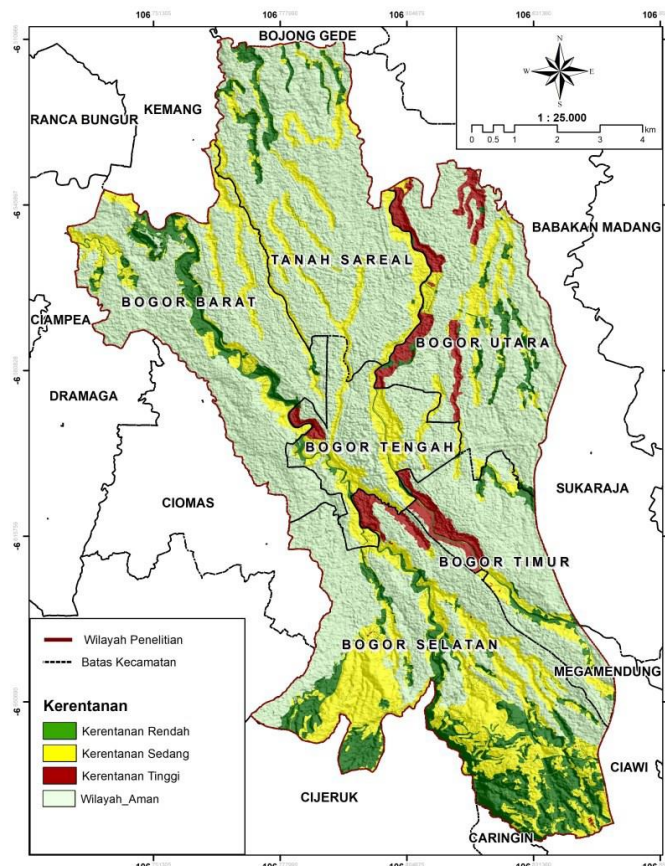 BOJONG GEDE
KEMANG
RANCA BUNGUR
N
W
E
S
1 : 25.000
0 0.5 1 2 3 4
km
BABAKAN MADANG
TANAH SAREAL
BOGOR BARAT
CIAMPEA
BOGOR UTARA
DRAMAGA
BOGOR TENGAH
SUKARAJA
CIOMAS
BOGOR TIMUR
BOGOR SELATAN
MEGAMENDUNG
CIAWI
CIJERUK
CARINGIN
Wilayah Penelitian
Batas Kecamatan
Kerentanan
Kerentanan Rendah
Kerentanan Sedang
Kerentanan Tinggi
Wilayah_Aman